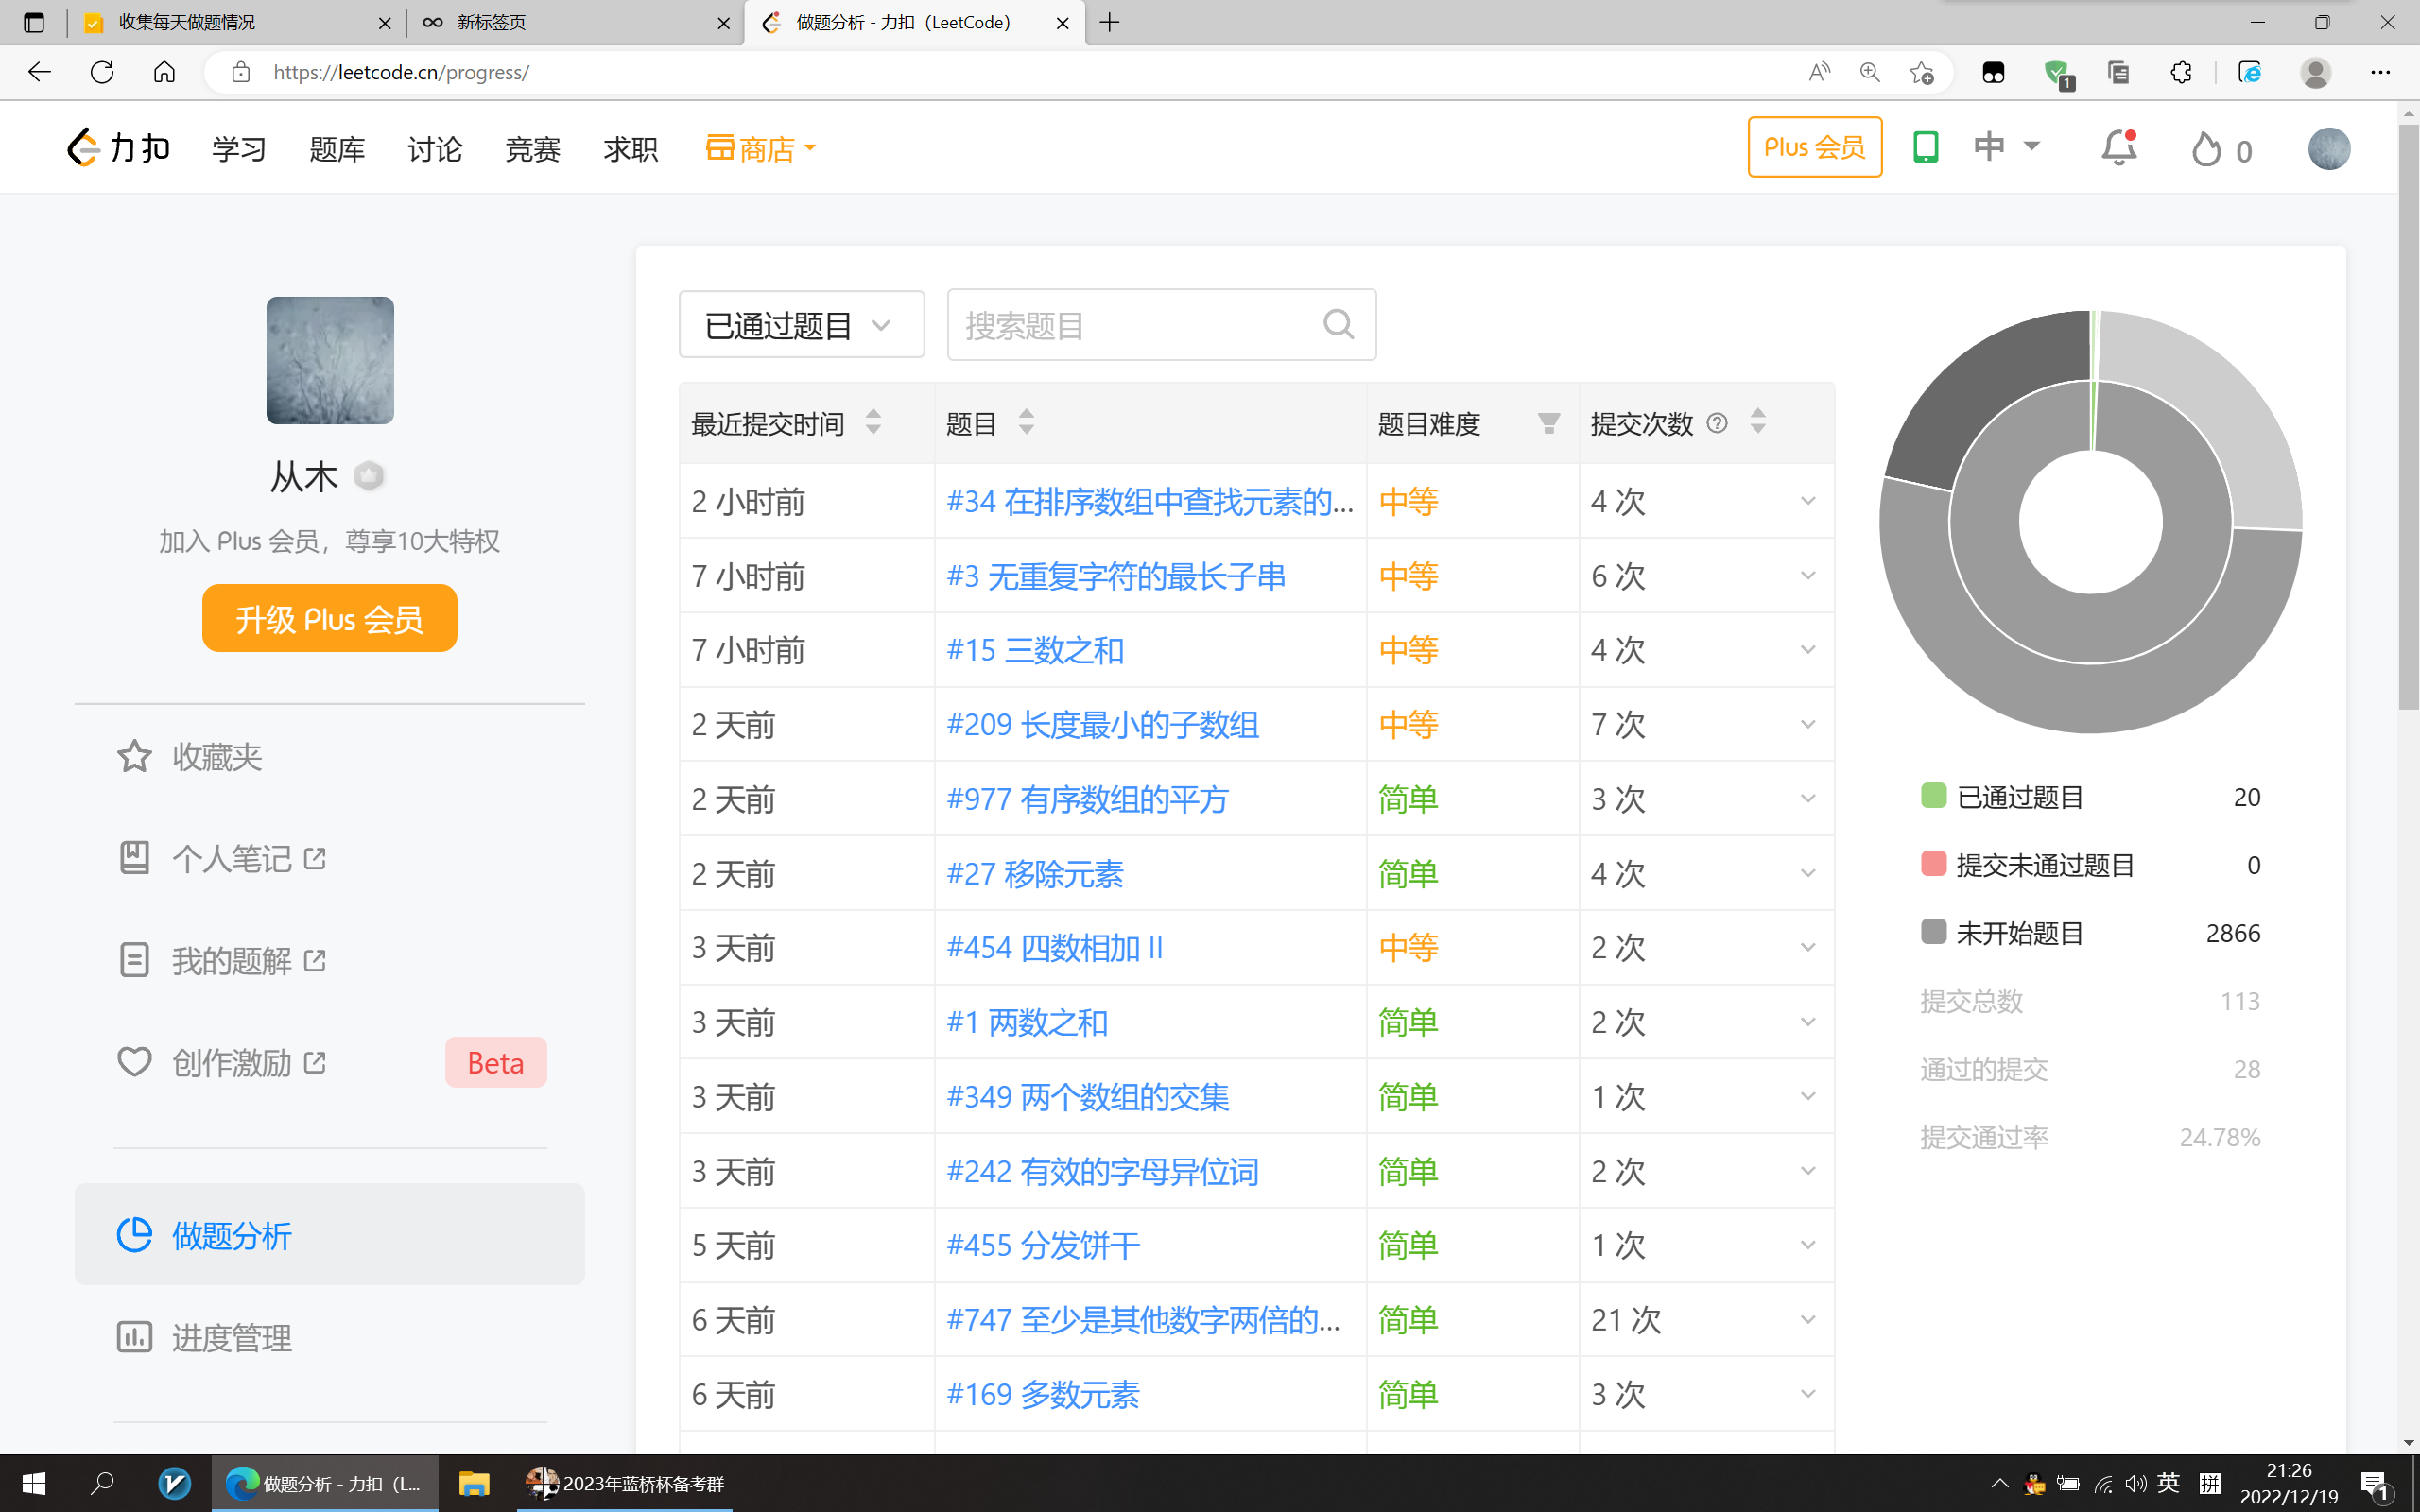 收集每天做题情况
新标签页
做题分析 - 力扣（LeetCode）
https://leetcode.cn/progress/
1
力扣 学习 题库 讨论 竞赛 求职 商店
Plus 会员 中 0
从木
加入 Plus 会员，尊享10大特权
升级 Plus 会员
收藏夹
个人笔记
我的题解
创作激励 Beta
做题分析
进度管理
已通过题目 搜索题目
最近提交时间 题目 题目难度 提交次数
2 小时前 #34 在排序数组中查找元素的... 中等 4 次
7 小时前 #3 无重复字符的最长子串 中等 6 次
7 小时前 #15 三数之和 中等 4 次
2 天前 #209 长度最小的子数组 中等 7 次
2 天前 #977 有序数组的平方 简单 3 次
2 天前 #27 移除元素 简单 4 次
3 天前 #454 四数相加 II 中等 2 次
3 天前 #1 两数之和 简单 2 次
3 天前 #349 两个数组的交集 简单 1 次
3 天前 #242 有效的字母异位词 简单 2 次
5 天前 #455 分发饼干 简单 1 次
6 天前 #747 至少是其他数字两倍的... 简单 21 次
6 天前 #169 多数元素 简单 3 次
已通过题目 20
提交未通过题目 0
未开始题目 2866
提交总数 113
通过的提交 28
提交通过率 24.78%
做题分析 - 力扣（L...
2023年蓝桥杯备考群
英 拼
21:26
2022/12/19
1